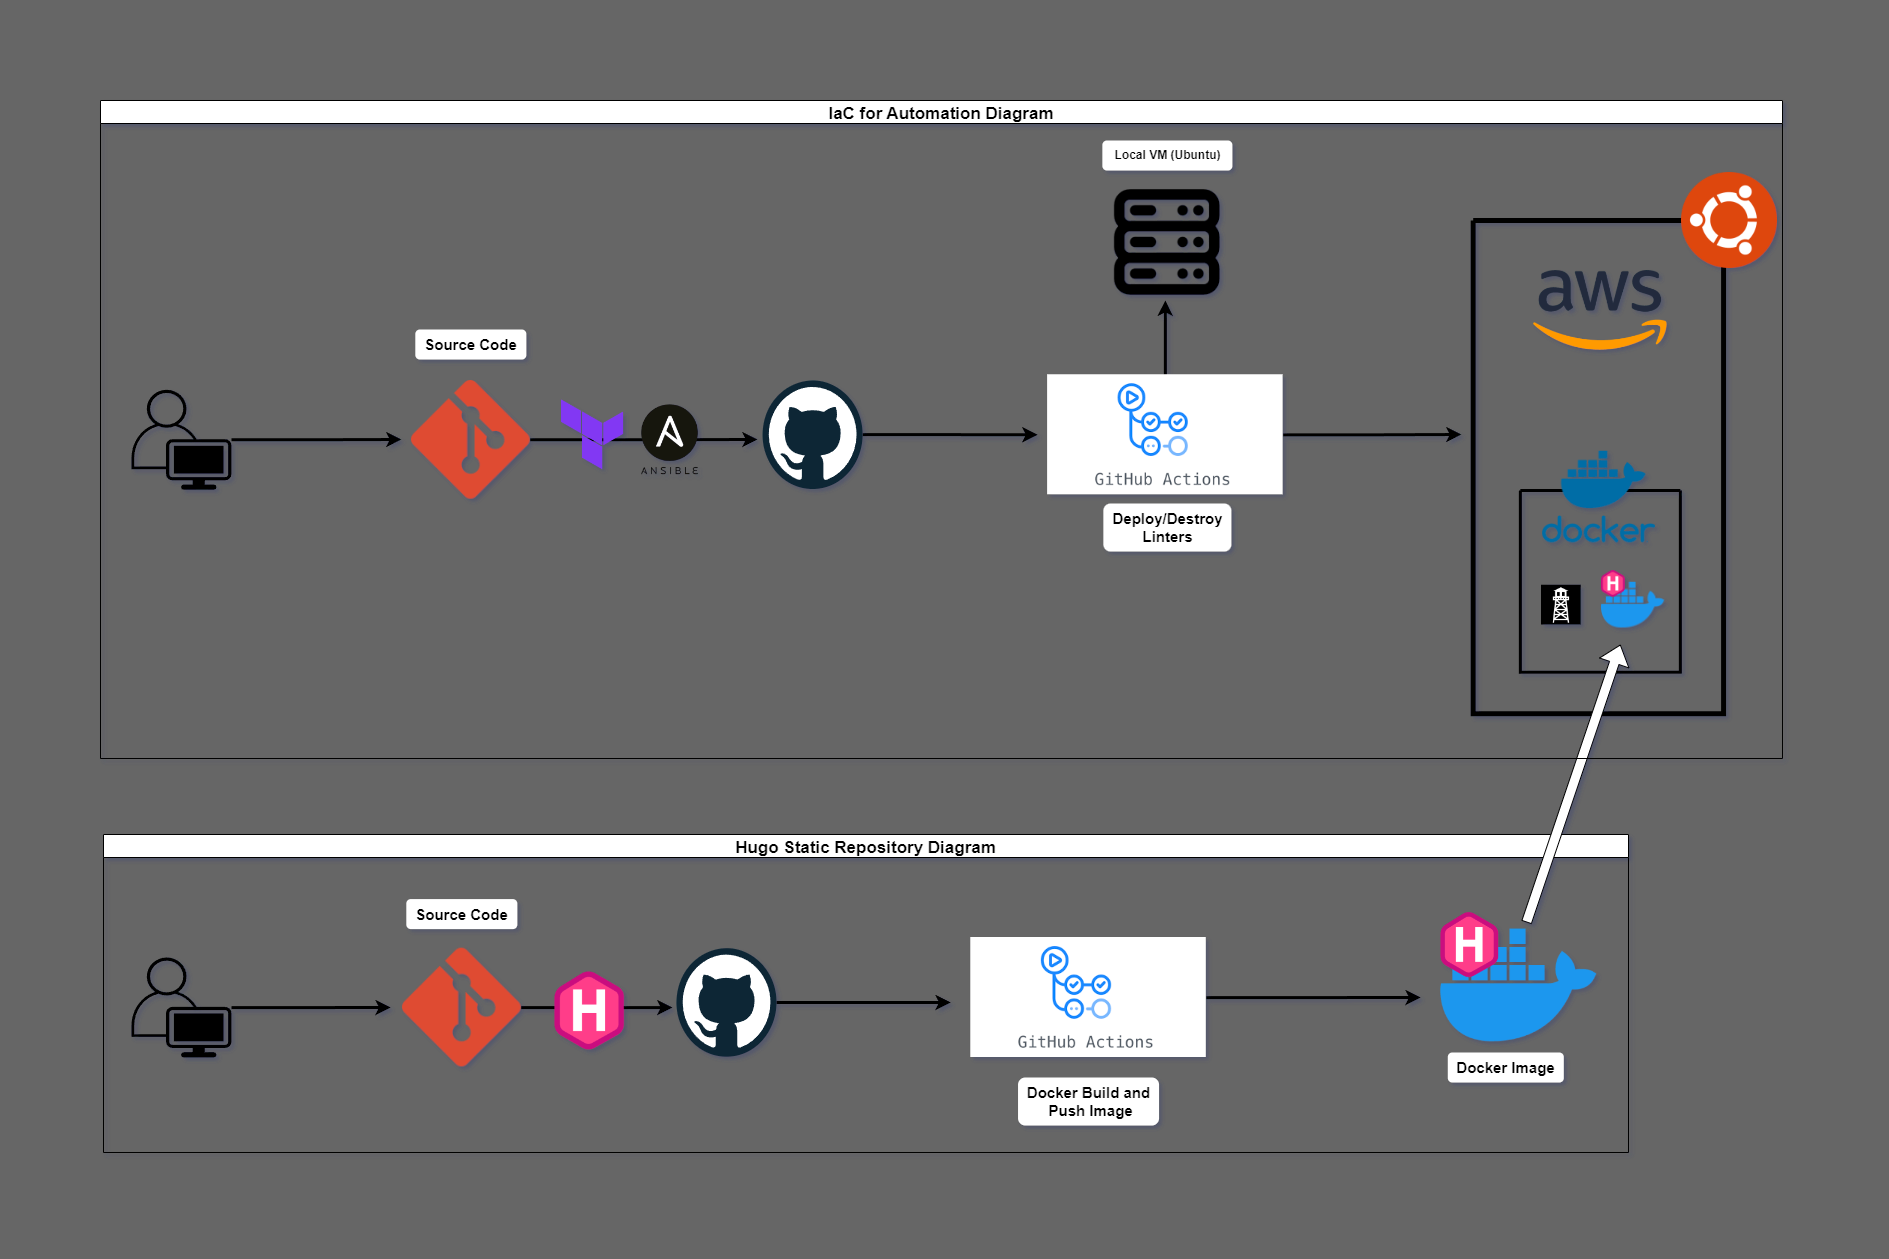 IaC for Automation Diagram
Local VM (Ubuntu)
aws
Source Code
ANSIBLE
GitHub Actions
Deploy/Destroy
Linters
docker
H
Hugo Static Repository Diagram
Source Code
H
GitHub Actions
Docker Build and
Push Image
H
Docker Image